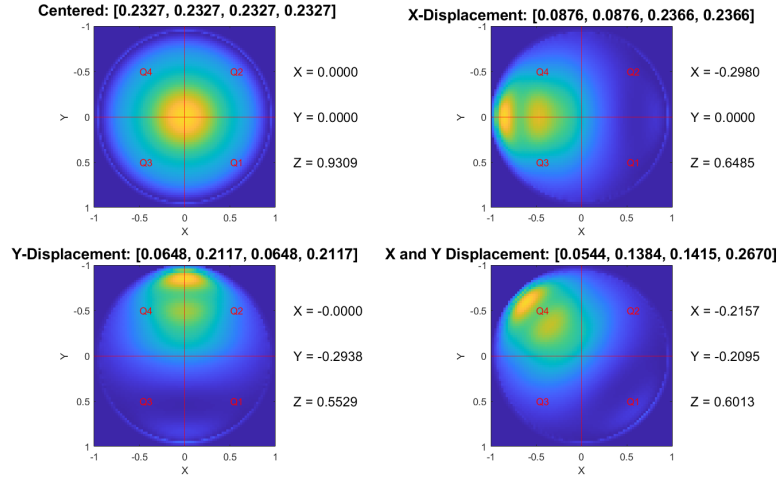 Centered: [0.2327, 0.2327, 0.2327, 0.2327]
-1
-0.5
0
0.5
1
Y
Q4
Q2
Q3
Q1
-1
-0.5
0
0.5
1
X
X = 0.0000
Y = 0.0000
Z = 0.9309
X-Displacement: [0.0876, 0.0876, 0.2366, 0.2366]
-1
-0.5
0
0.5
1
Y
Q4
Q2
Q3
Q1
-1
-0.5
0
0.5
1
X
X = -0.2980
Y = 0.0000
Z = 0.6485
Y-Displacement: [0.0648, 0.2117, 0.0648, 0.2117]
-1
-0.5
0
0.5
1
Y
Q4
Q2
Q3
Q1
-1
-0.5
0
0.5
1
X
X = -0.0000
Y = -0.2938
Z = 0.5529
X and Y Displacement: [0.0544, 0.1384, 0.1415, 0.2670]
-1
-0.5
0
0.5
1
Y
Q4
Q2
Q3
Q1
-1
-0.5
0
0.5
1
X
X = -0.2157
Y = -0.2095
Z = 0.6013